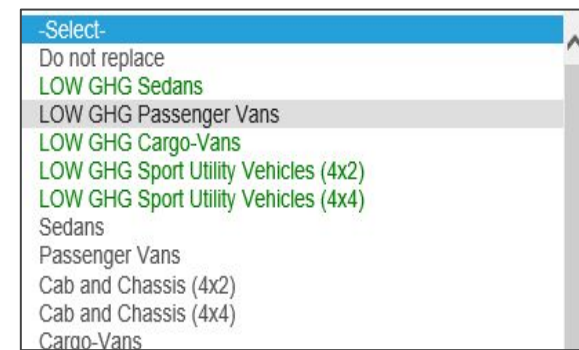 -Select-
Do not replace
LOW GHG Sedans
LOW GHG Passenger Vans
LOW GHG Cargo-Vans
LOW GHG Sport Utility Vehicles (4x2)
LOW GHG Sport Utility Vehicles (4x4)
Sedans
Passenger Vans
Cab and Chassis (4x2)
Cab and Chassis (4x4)
Cargo-Vans